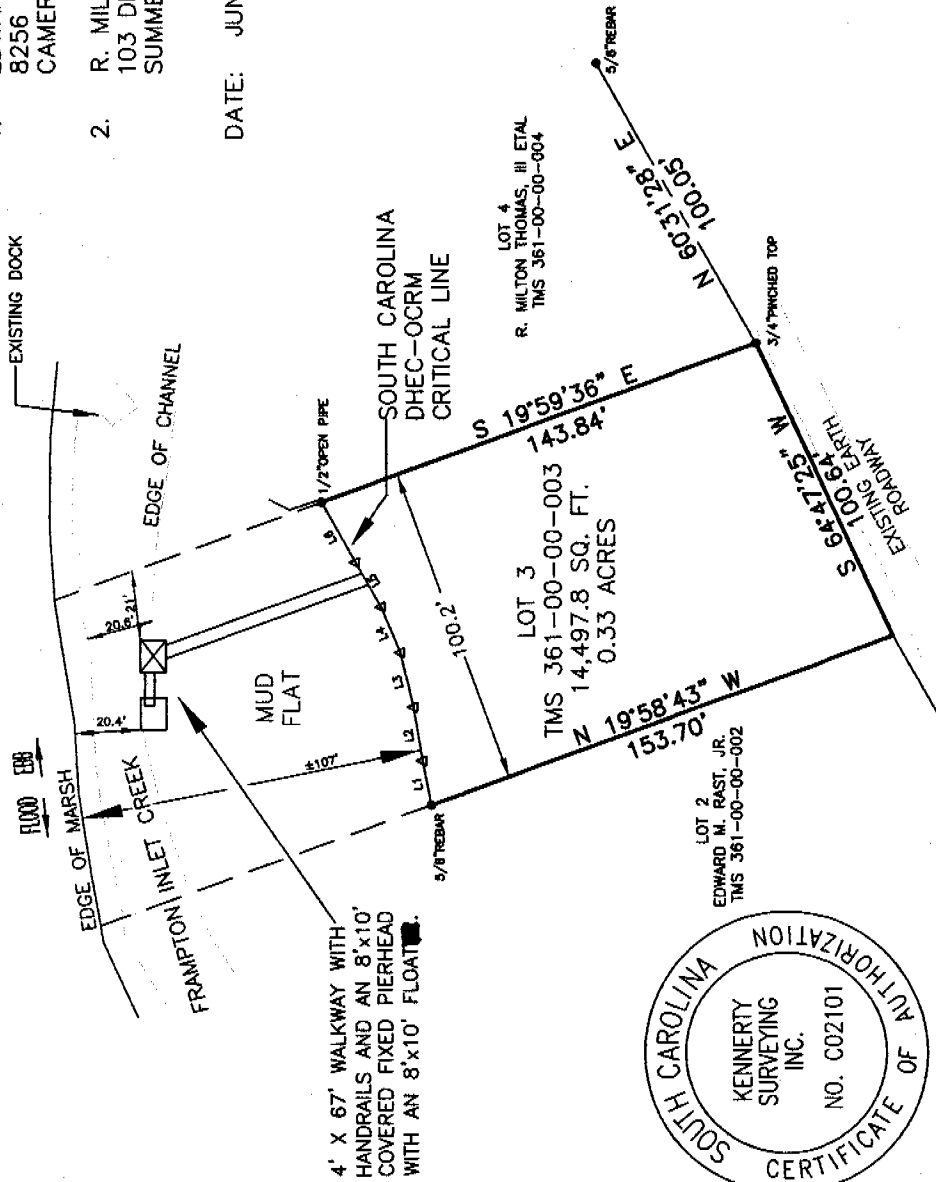 8256
CAMER
2. R. MIL
103 D
SUMME
DATE: JUN
EXISTING DOCK
FLOOD EBB
EDGE OF MARSH
EDGE OF CHANNEL
FRAMPTON INLET CREEK
20.4'
20.6'
21'
MUD
FLAT
±107'
1/2"OPEN PIPE
SOUTH CAROLINA
DHEC-OCRM
CRITICAL LINE
L1
L2
L3
L4
L5
L6
5/8"REBAR
4' X 67' WALKWAY WITH
HANDRAILS AND AN 8'x10'
COVERED FIXED PIERHEAD
WITH AN 8'x10' FLOAT
100.2'
LOT 3
TMS 361-00-00-003
14,497.8 SQ. FT.
0.33 ACRES
S 19°59'36" E
143.84'
N 19°58'43" W
153.70'
LOT 4
R. MILTON THOMAS, III ETAL
TMS 361-00-00-004
N 60°31'28" E
100.05'
5/8"REBAR
3/4"PINCHED TOP
S 64°47'25" W
100.64'
EXISTING EARTH
ROADWAY
LOT 2
EDWARD M. RAST, JR.
TMS 361-00-00-002
SOUTH CAROLINA
CERTIFICATE OF AUTHORIZATION
KENNERTY
SURVEYING
INC.
NO. C02101